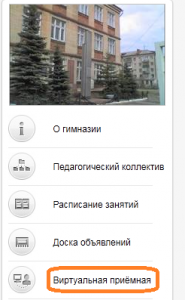 О гимназии
Педагогический коллектив
Расписание занятий
Доска объявлений
Виртуальная приёмная